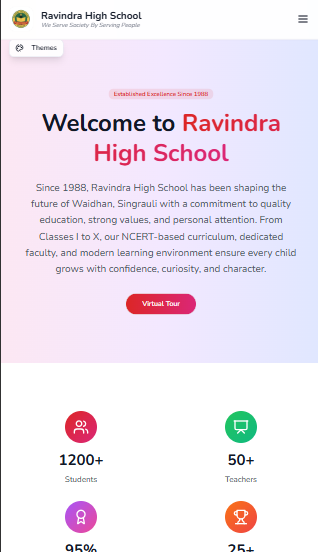 Ravindra High School
We Serve Society By Serving People
Themes
Established Excellence Since 1988
Welcome to Ravindra
High School
Since 1988, Ravindra High School has been shaping the
future of Waidhan, Singrauli with a commitment to quality
education, strong values, and personal attention. From
Classes I to X, our NCERT-based curriculum, dedicated
faculty, and modern learning environment ensure every child
grows with confidence, curiosity, and character.
Virtual Tour
1200+
50+
Students
Teachers
95%
25+